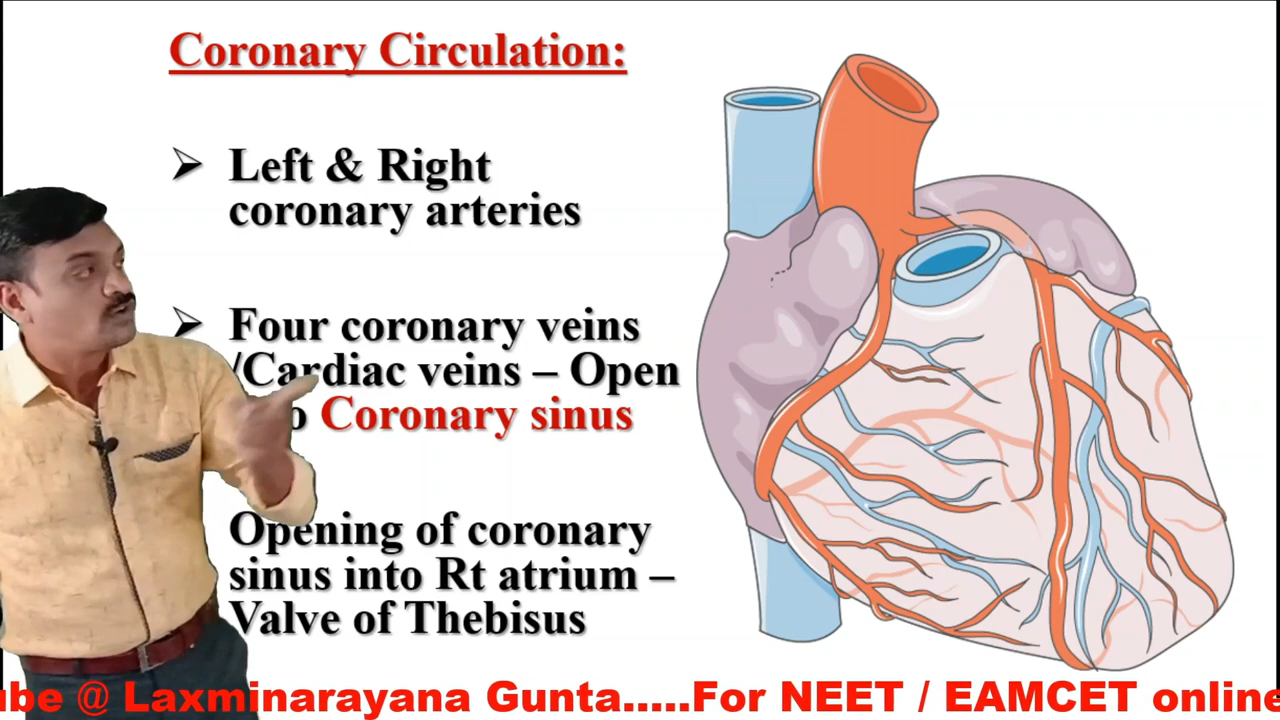 Coronary Circulation:
Left & Right
coronary arteries
Four coronary veins
/Cardiac veins – Open
o Coronary sinus
Opening of coronary
sinus into Rt atrium –
Valve of Thebisus
ube @ Laxminarayana Gunta.....For NEET / EAMCET online